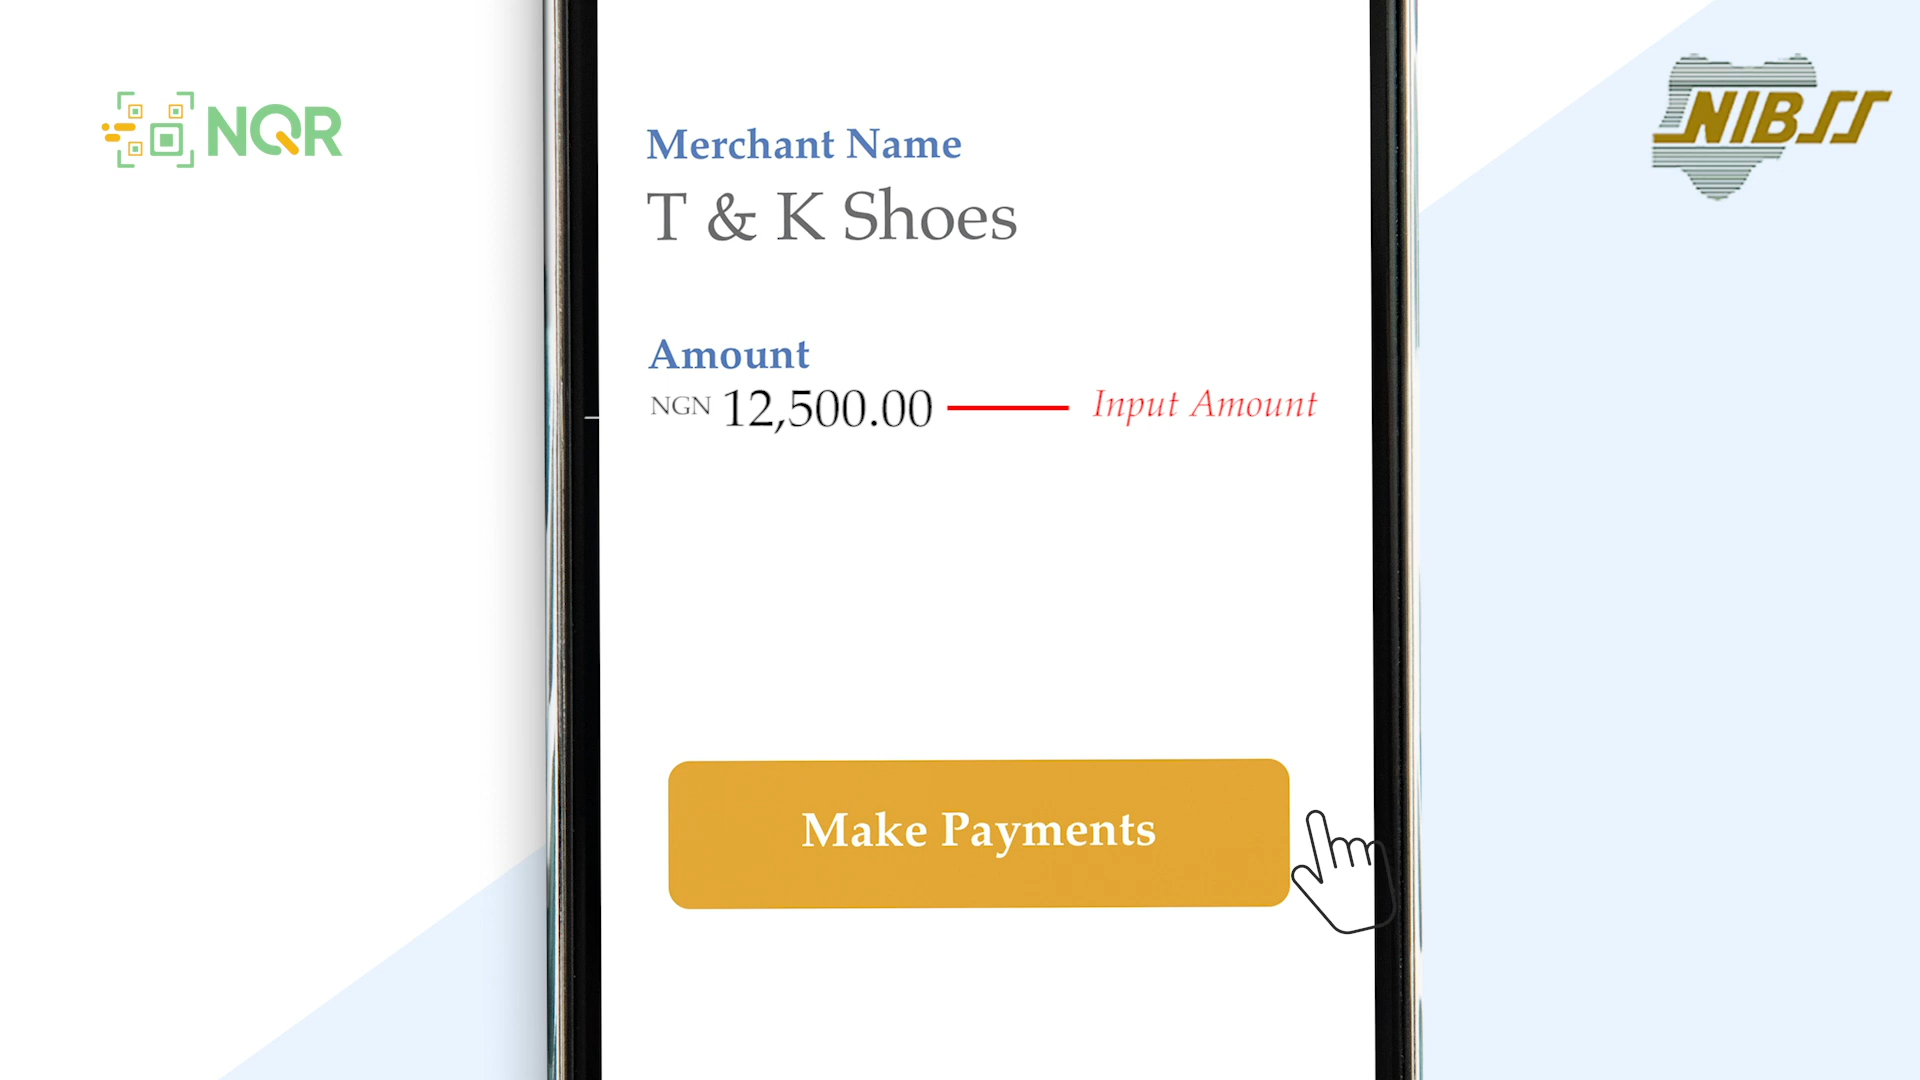 NQR
NIBSS
Merchant Name
T & K Shoes
Amount
NGN 12,500.00
Input Amount
Make Payments